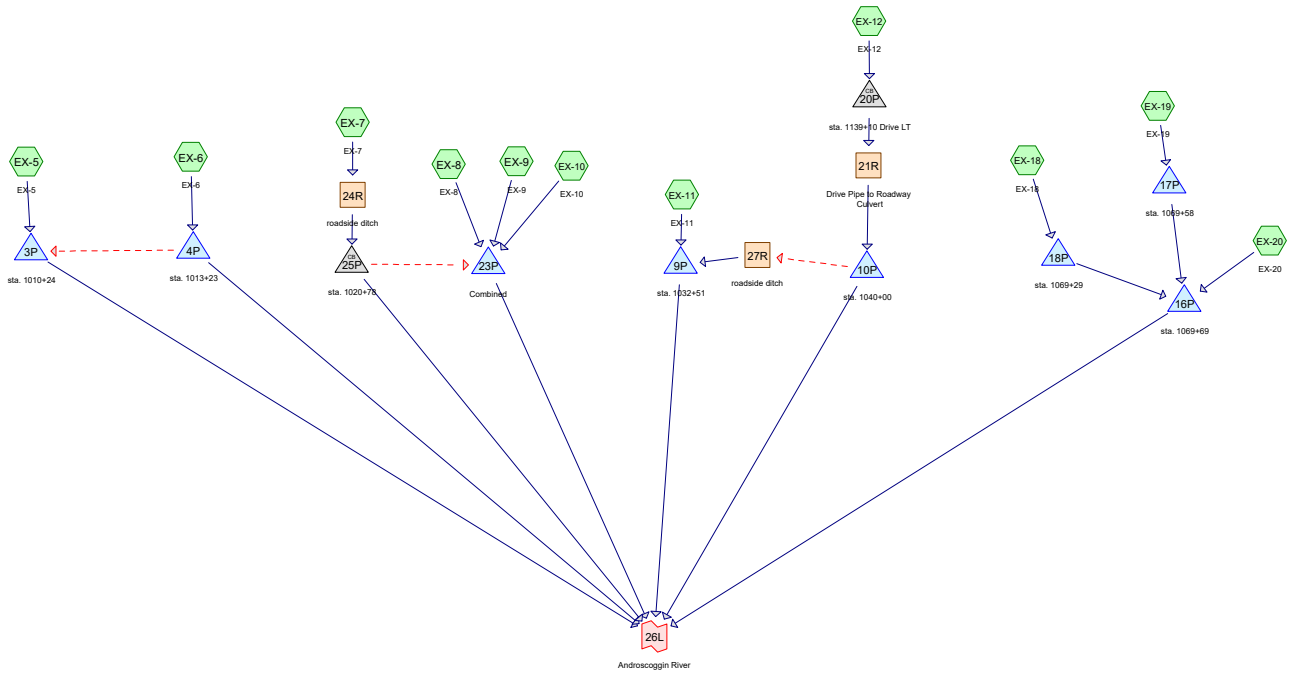 EX-12
EX-12
CB
20P
sta. 1139+10 Drive LT
EX-19
EX-19
EX-7
EX-7
EX-5
EX-5
EX-6
EX-6
EX-8
EX-8
EX-9
EX-9
EX-10
EX-10
21R
Drive Pipe to Roadway
Culvert
EX-18
EX-18
17P
sta. 1069+58
24R
roadside ditch
EX-11
EX-11
3P
sta. 1010+24
4P
sta. 1013+23
CB
25P
sta. 1020+78
23P
Combined
9P
sta. 1032+51
27R
roadside ditch
10P
sta. 1040+00
18P
sta. 1069+29
EX-20
EX-20
16P
sta. 1069+69
26L
Androscoggin River